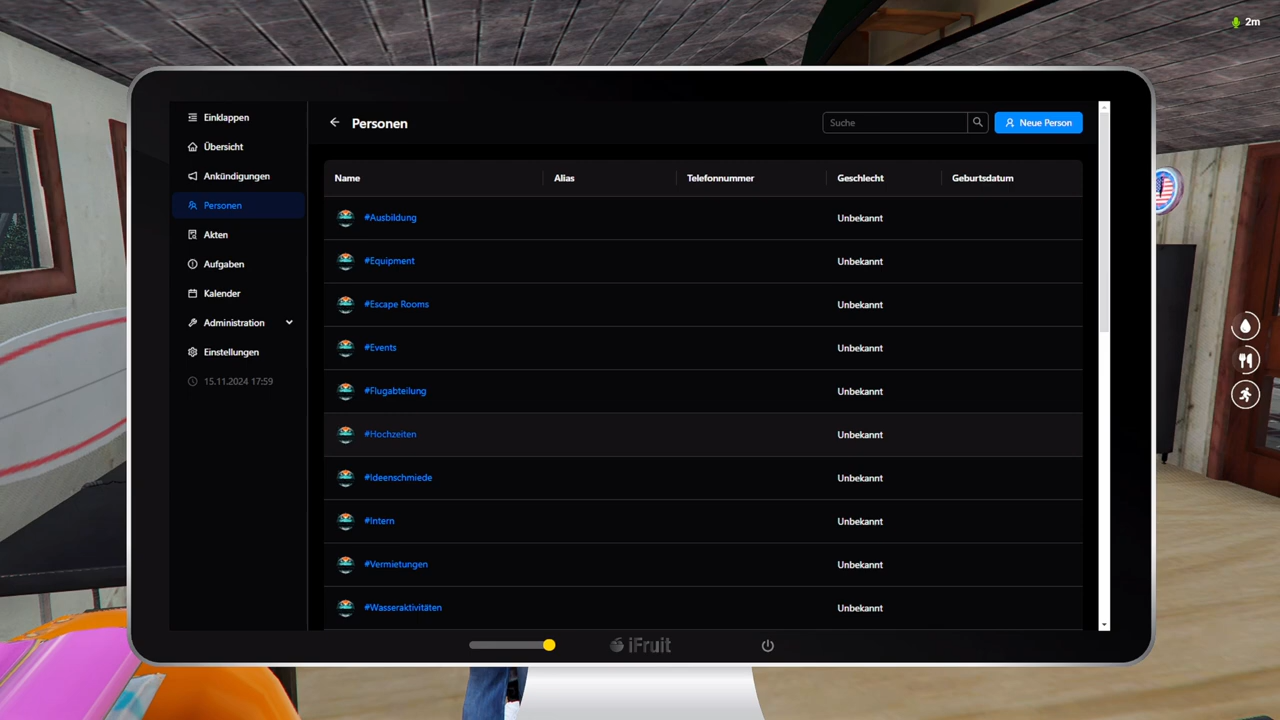 2m
Einklappen
Übersicht
Ankündigungen
Personen
Akten
Aufgaben
Kalender
Administration
Einstellungen
15.11.2024 17:59
Personen
Suche
Neue Person
Name Alias Telefonnummer Geschlecht Geburtsdatum
#Ausbildung Unbekannt
#Equipment Unbekannt
#Escape Rooms Unbekannt
#Events Unbekannt
#Flugabteilung Unbekannt
#Hochzeiten Unbekannt
#Ideenschmiede Unbekannt
#Intern Unbekannt
#Vermietungen Unbekannt
#Wasseraktivitäten Unbekannt
iFruit